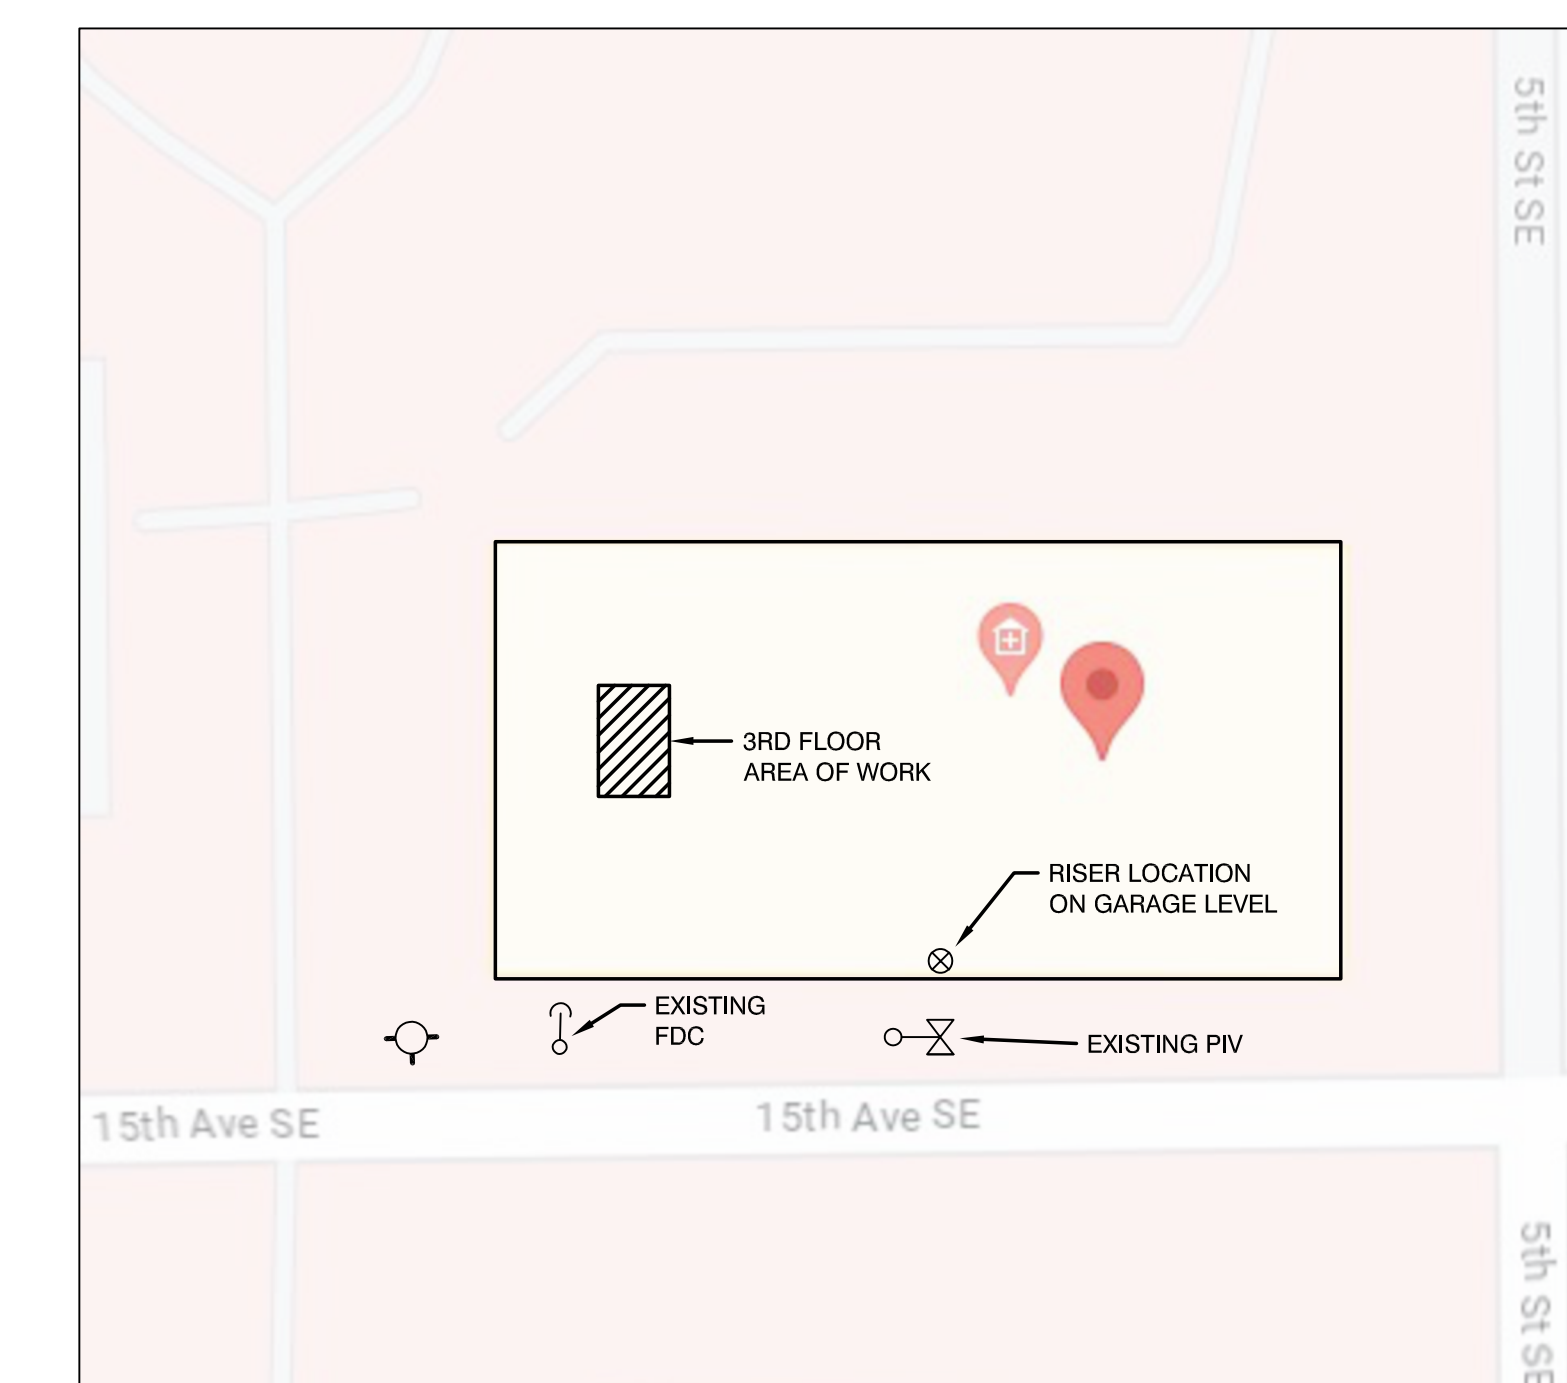 5th St SE
3RD FLOOR
AREA OF WORK
RISER LOCATION
ON GARAGE LEVEL
EXISTING
FDC
EXISTING PIV
15th Ave SE
15th Ave SE
5th St SE